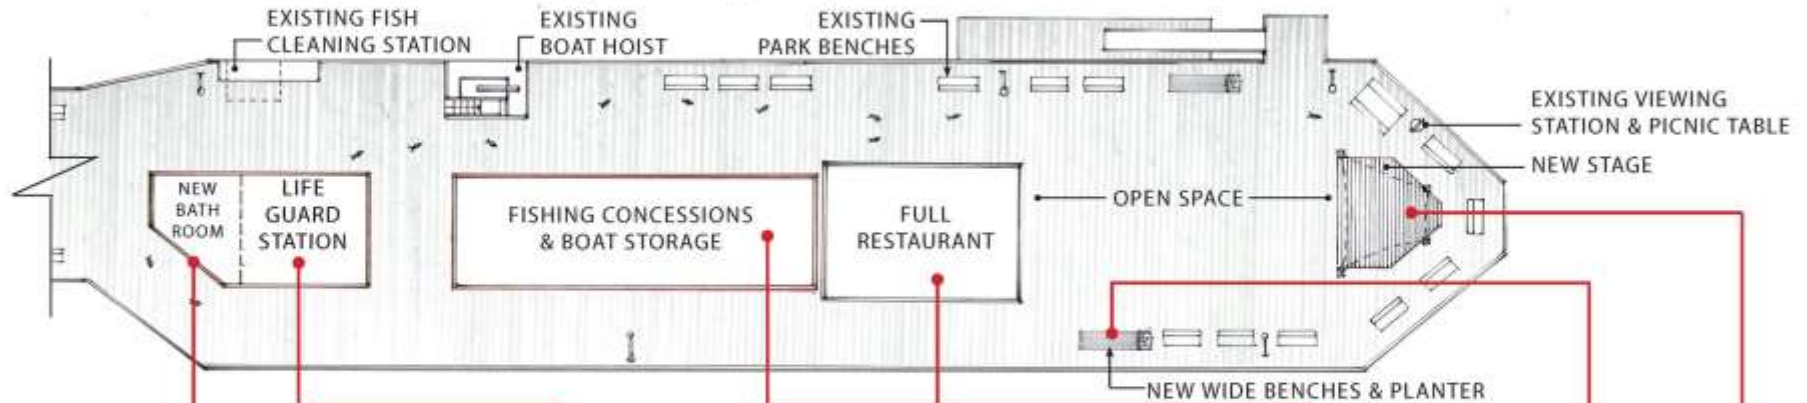 EXISTING FISH
CLEANING STATION
EXISTING
BOAT HOIST
EXISTING
PARK BENCHES
EXISTING VIEWING
STATION & PICNIC TABLE
NEW STAGE
NEW
BATH
ROOM
LIFE
GUARD
STATION
FISHING CONCESSIONS
& BOAT STORAGE
FULL
RESTAURANT
OPEN SPACE
NEW WIDE BENCHES & PLANTER